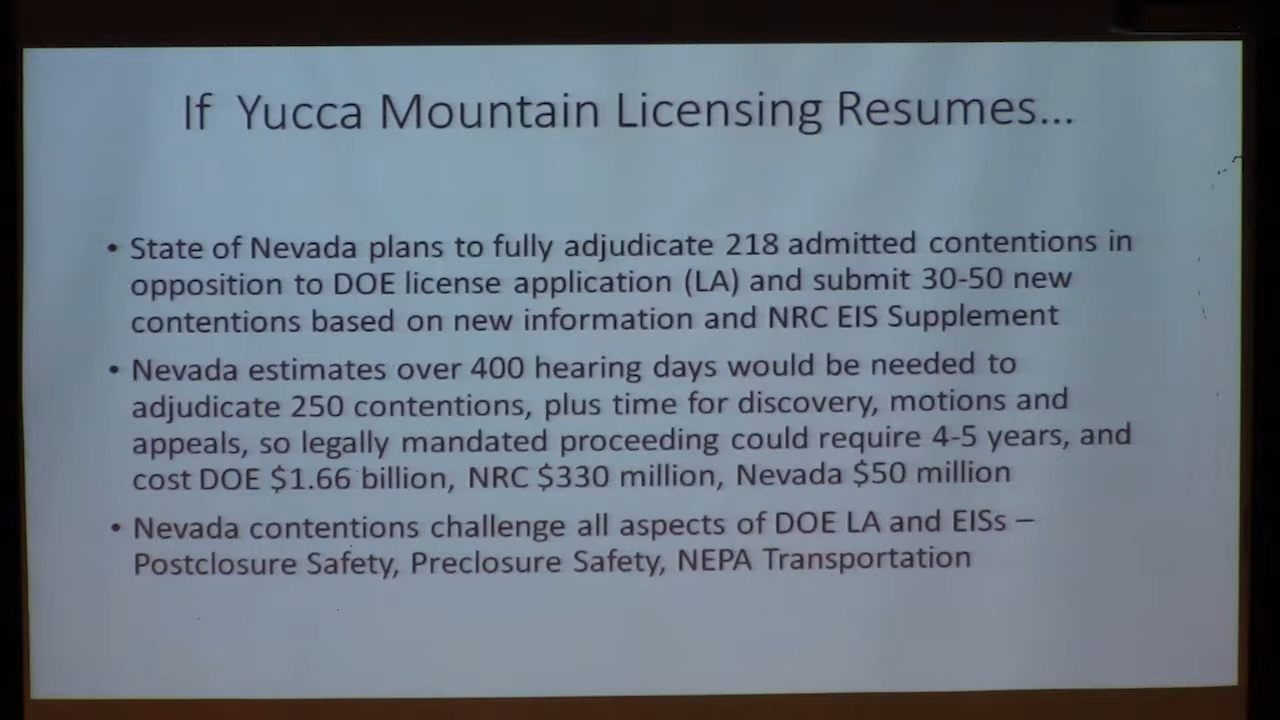 If Yucca Mountain Licensing Resumes...
• State of Nevada plans to fully adjudicate 218 admitted contentions in
opposition to DOE license application (LA) and submit 30-50 new
contentions based on new information and NRC EIS Supplement
• Nevada estimates over 400 hearing days would be needed to
adjudicate 250 contentions, plus time for discovery, motions and
appeals, so legally mandated proceeding could require 4-5 years, and
cost DOE $1.66 billion, NRC $330 million, Nevada $50 million
• Nevada contentions challenge all aspects of DOE LA and EISs –
Postclosure Safety, Preclosure Safety, NEPA Transportation